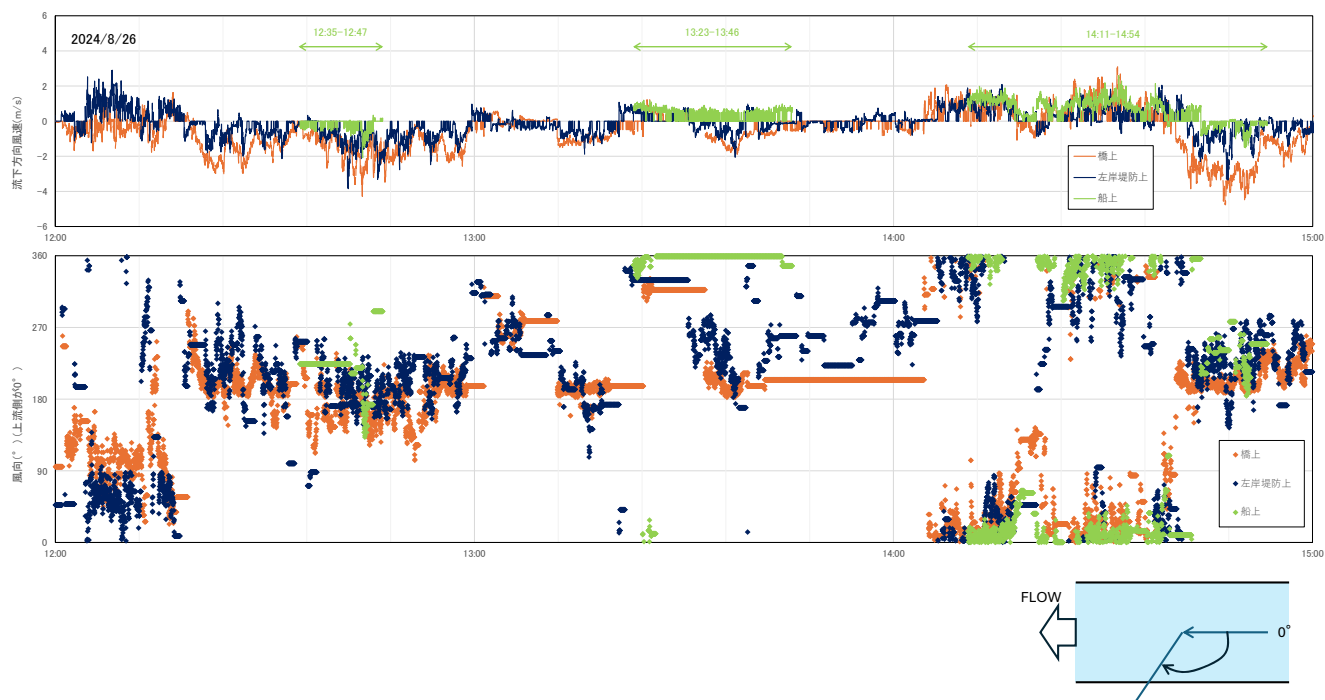 2024/8/26
12:35-12:47
13:23-13:46
14:11-14:54
流下方向風速(m/s)
6
4
2
0
-2
-4
-6
橋上
左岸堤防上
船上
12:00
13:00
14:00
15:00
風向(°)(上流側が0°)
360
270
180
90
0
橋上
左岸堤防上
船上
12:00
13:00
14:00
15:00
FLOW
0°